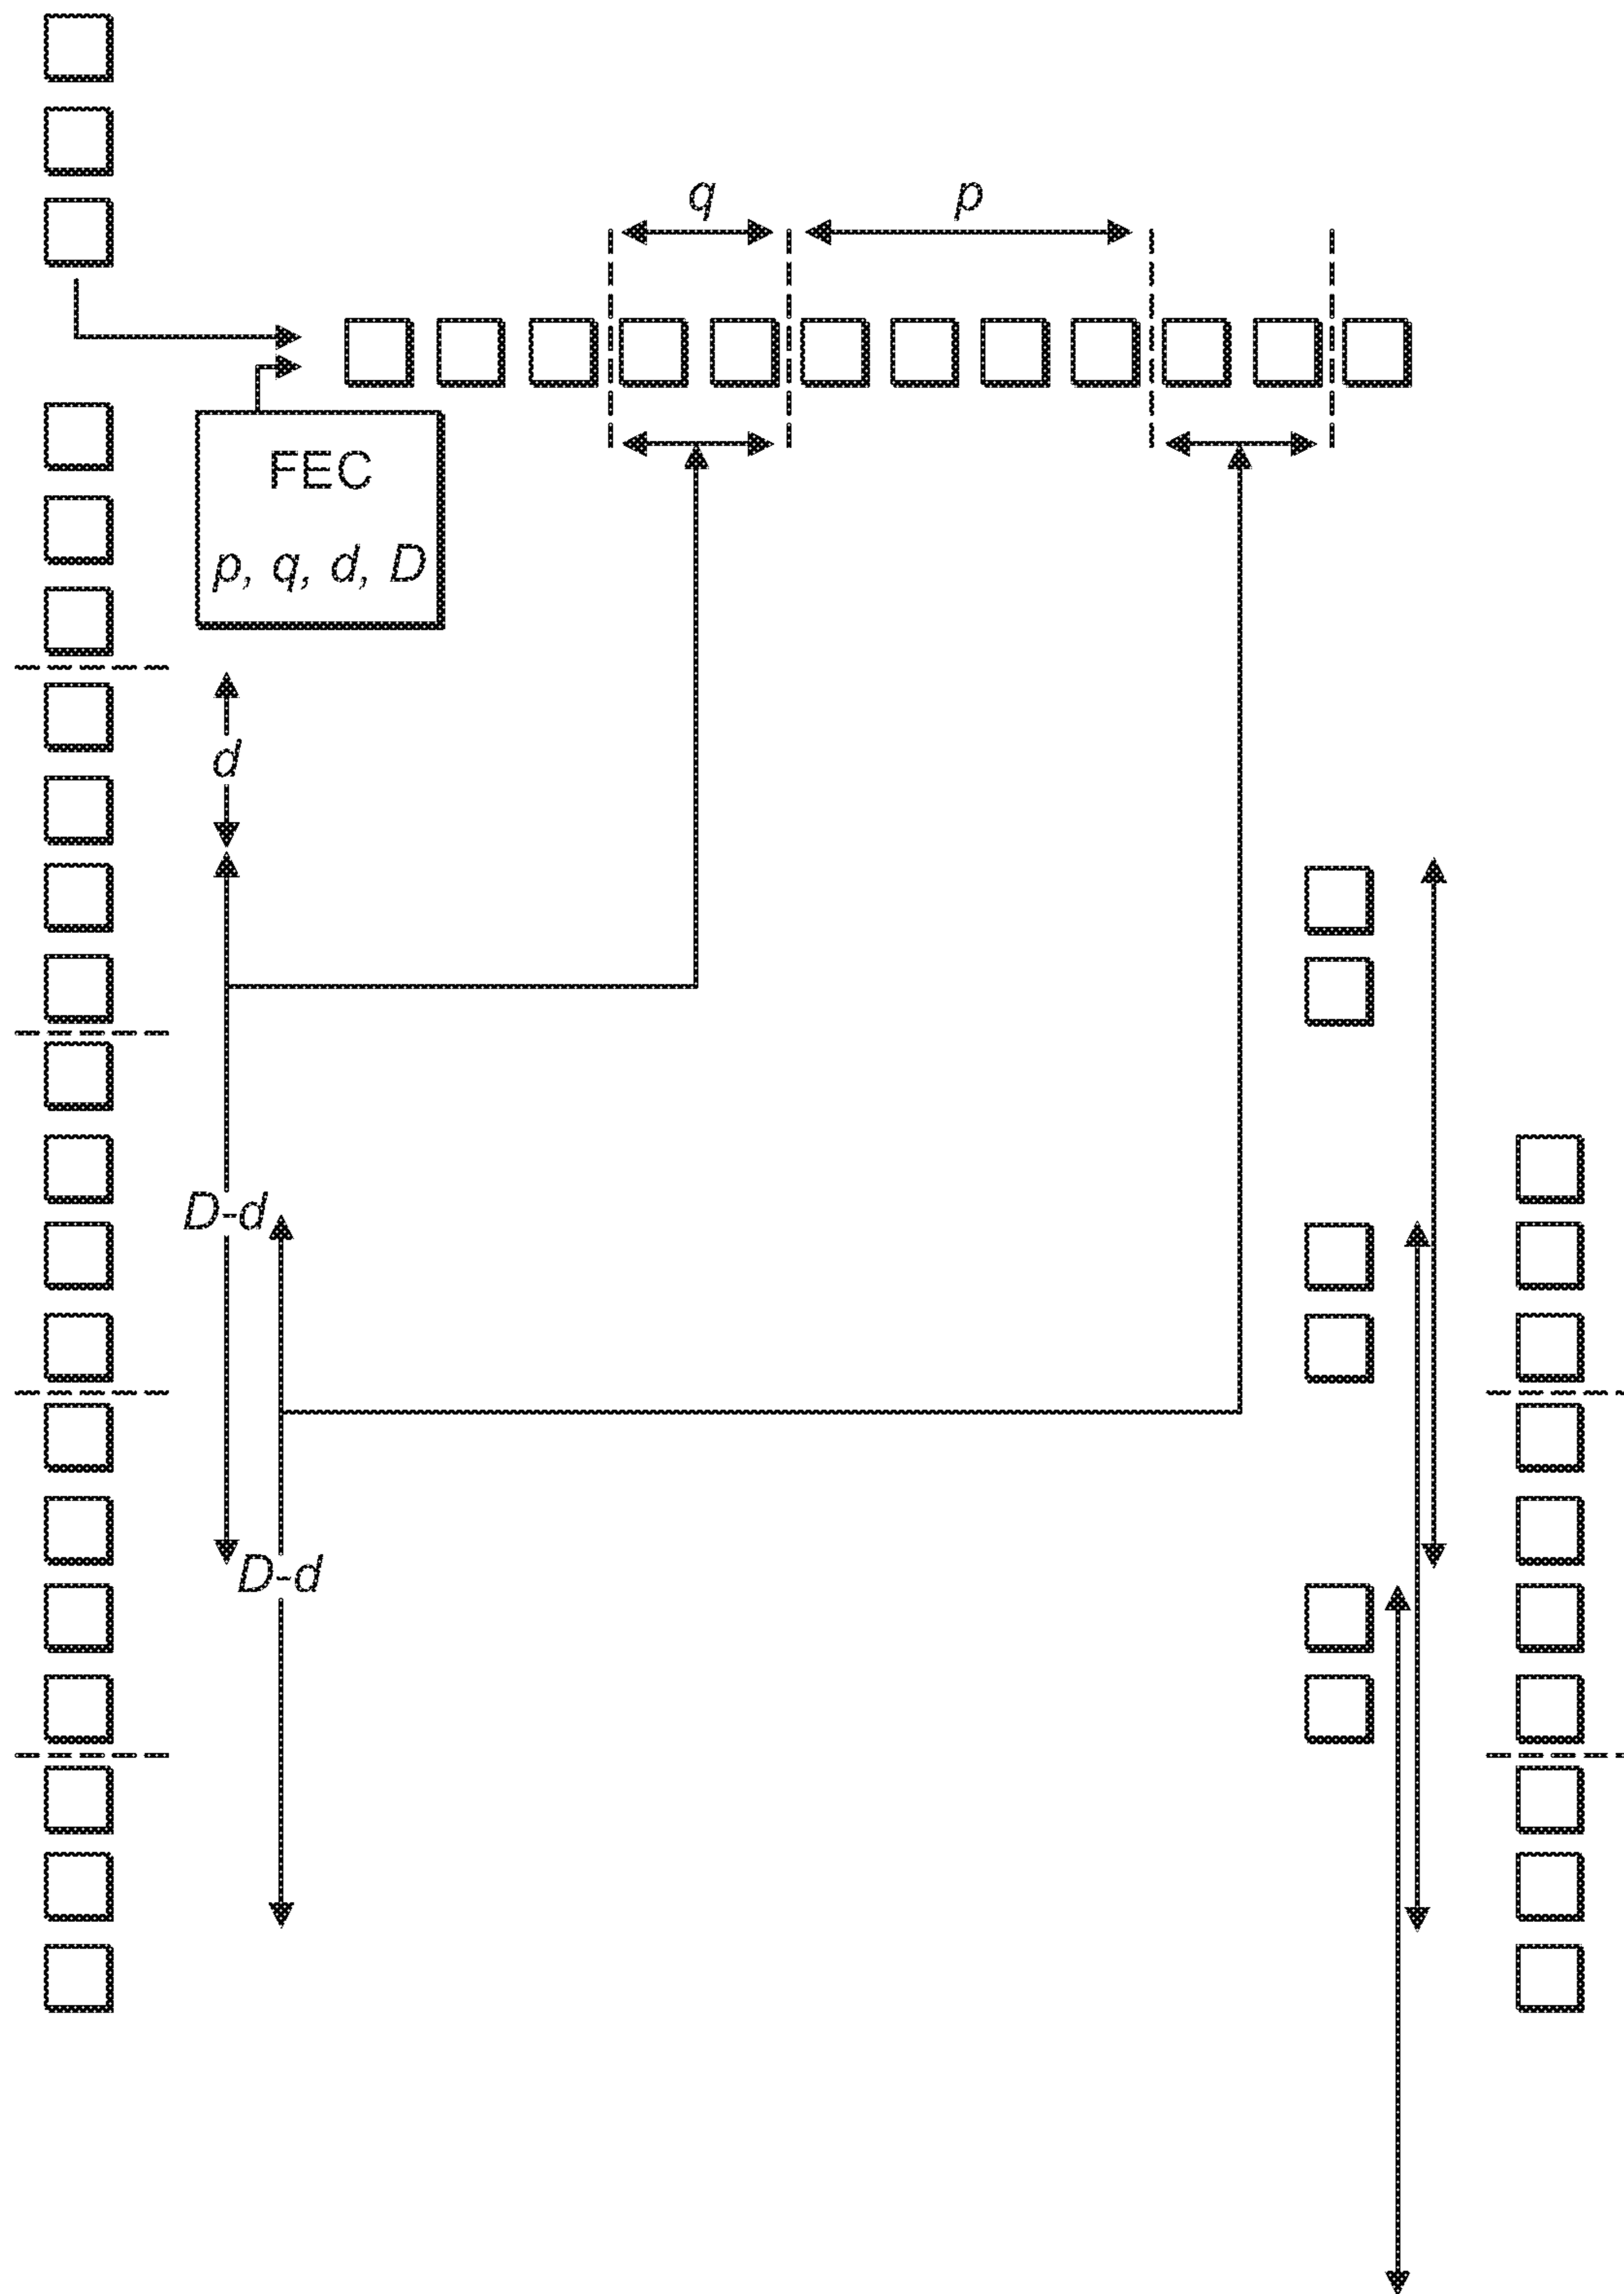 q
p
FEC
p, q, d, D
d
D-d
D-d